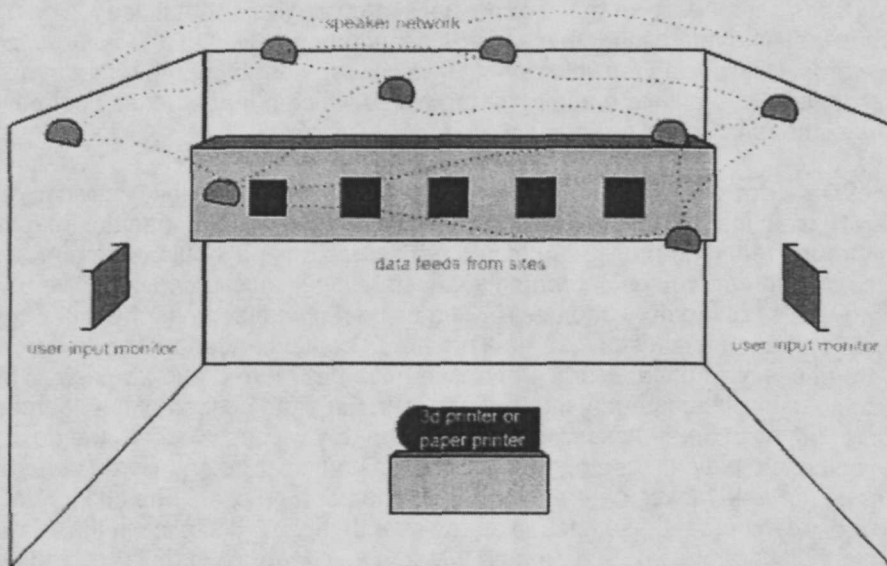 speaker network
data feeds from sites
user input monitor
user input monitor
3d printer or
paper printer